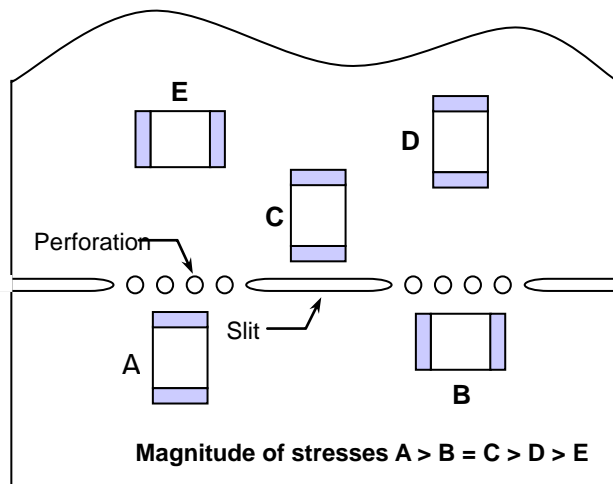 E
D
C
Perforation
Slit
A
B
Magnitude of stresses A > B = C > D > E